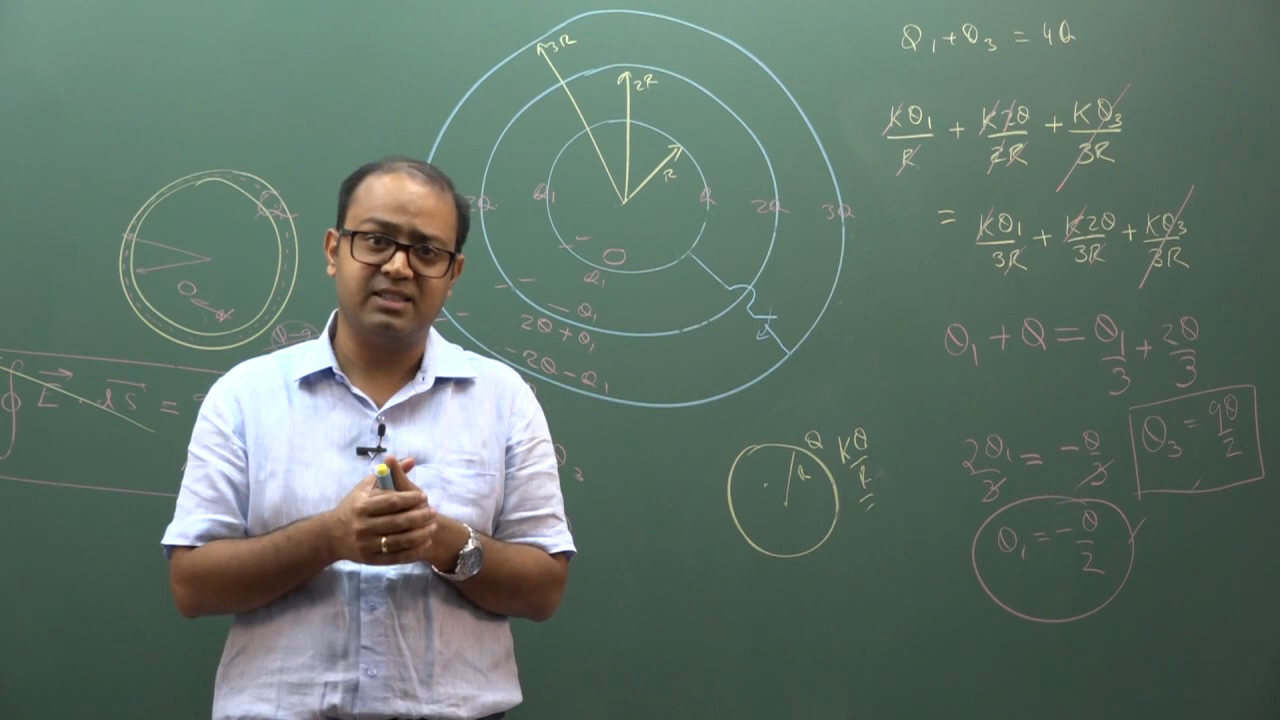 Q₁ + Q₃ = 4Q
KQ₁/R + K2Q/2R + KQ₃/3R
= KQ₁/3R + K2Q/3R + KQ₃/3R
Q₁ + Q = Q₁/3 + 2Q/3
2Q₁/3 = -Q/3
Q₃ = 9Q/2
Q₁ = -Q/2
3R
2R
R
Q₁
Q
2Q
3Q
O
Q₁
-Q₁
2Q + Q₁
-2Q - Q₁
Q
R
KQ/R
∮ E⃗ · ds⃗ =